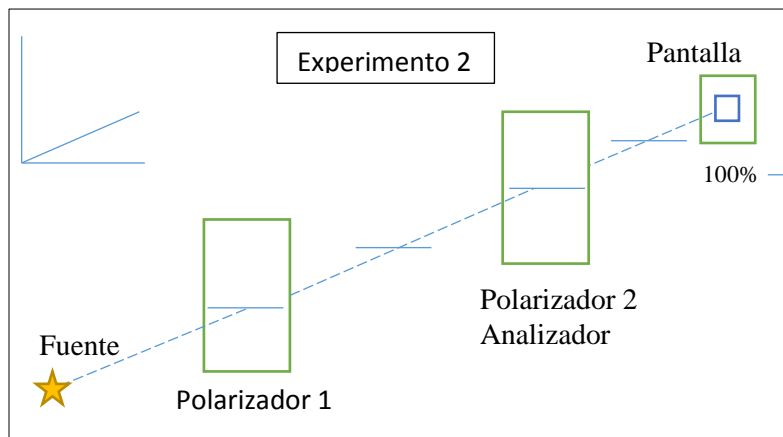 Experimento 2
Pantalla
100%
Polarizador 2
Analizador
Fuente
Polarizador 1